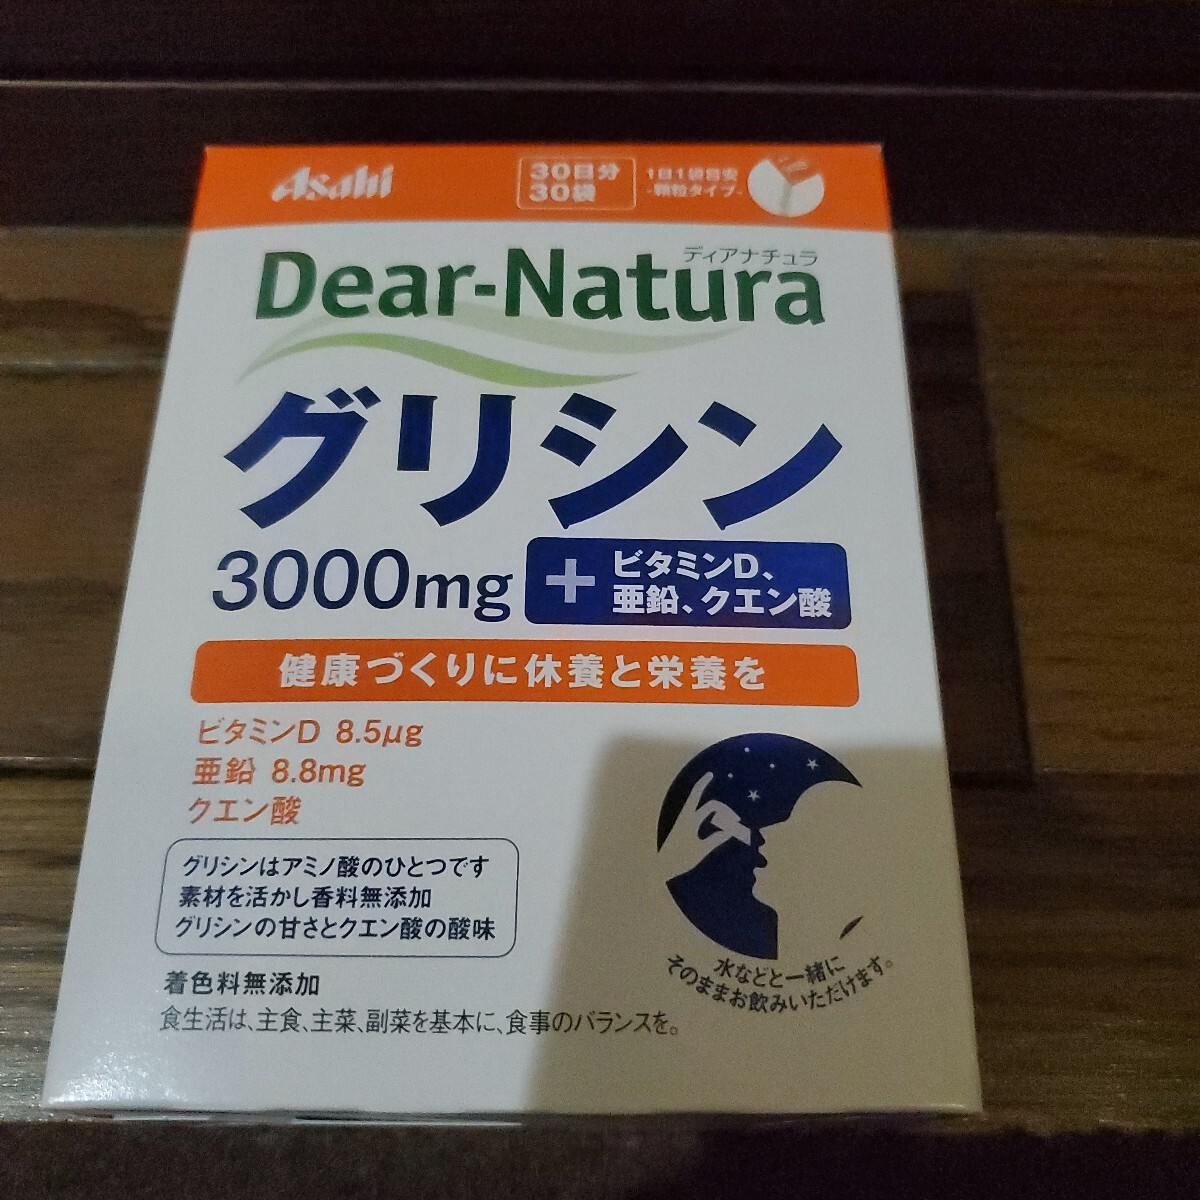 Asahi
30日分
30袋
1日1袋目安
-顆粒タイプ-
ディアナチュラ
Dear-Natura
グリシン
3000mg
+
ビタミンD、
亜鉛、クエン酸
健康づくりに休養と栄養を
ビタミンD 8.5μg
亜鉛 8.8mg
クエン酸
グリシンはアミノ酸のひとつです
素材を活かし香料無添加
グリシンの甘さとクエン酸の酸味
水などと一緒に
そのままお飲みいただけます。
着色料無添加
食生活は、主食、主菜、副菜を基本に、食事のバランスを。